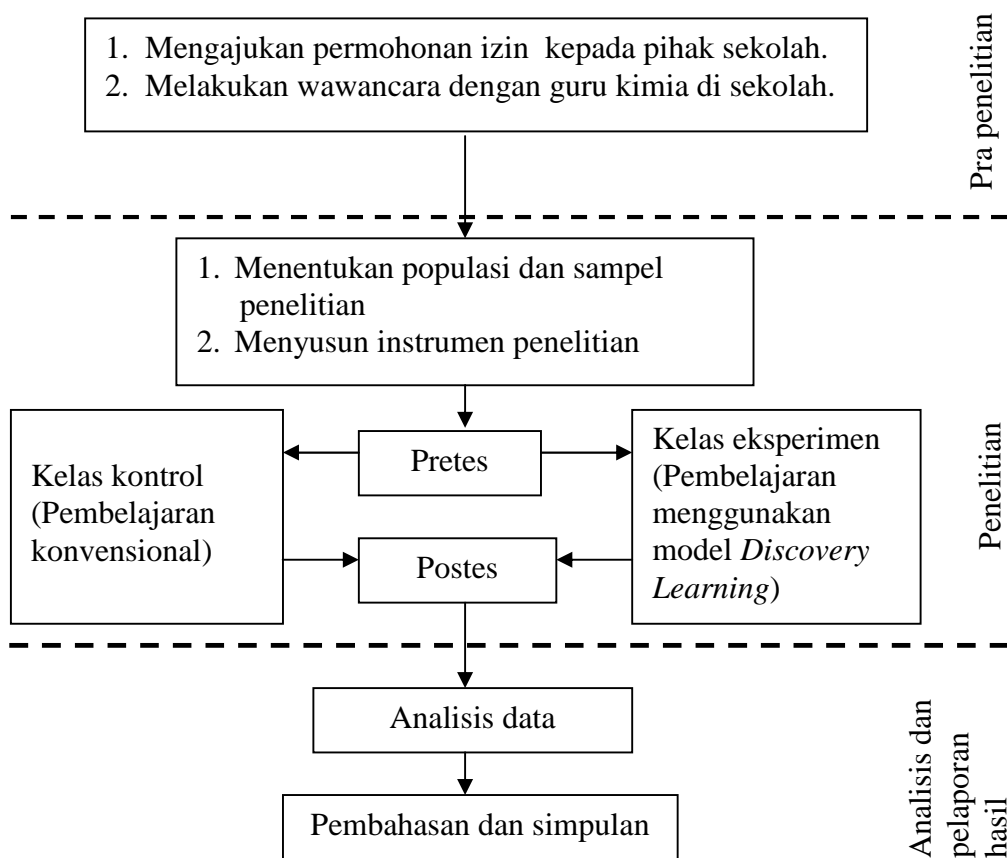 1. Mengajukan permohonan izin kepada pihak sekolah.
2. Melakukan wawancara dengan guru kimia di sekolah.
Pra penelitian
1. Menentukan populasi dan sampel
penelitian
2. Menyusun instrumen penelitian
Pretes
Kelas kontrol
(Pembelajaran
konvensional)
Kelas eksperimen
(Pembelajaran
menggunakan
model Discovery
Learning)
Postes
Penelitian
Analisis data
Pembahasan dan simpulan
Analisis dan
pelaporan
hasil